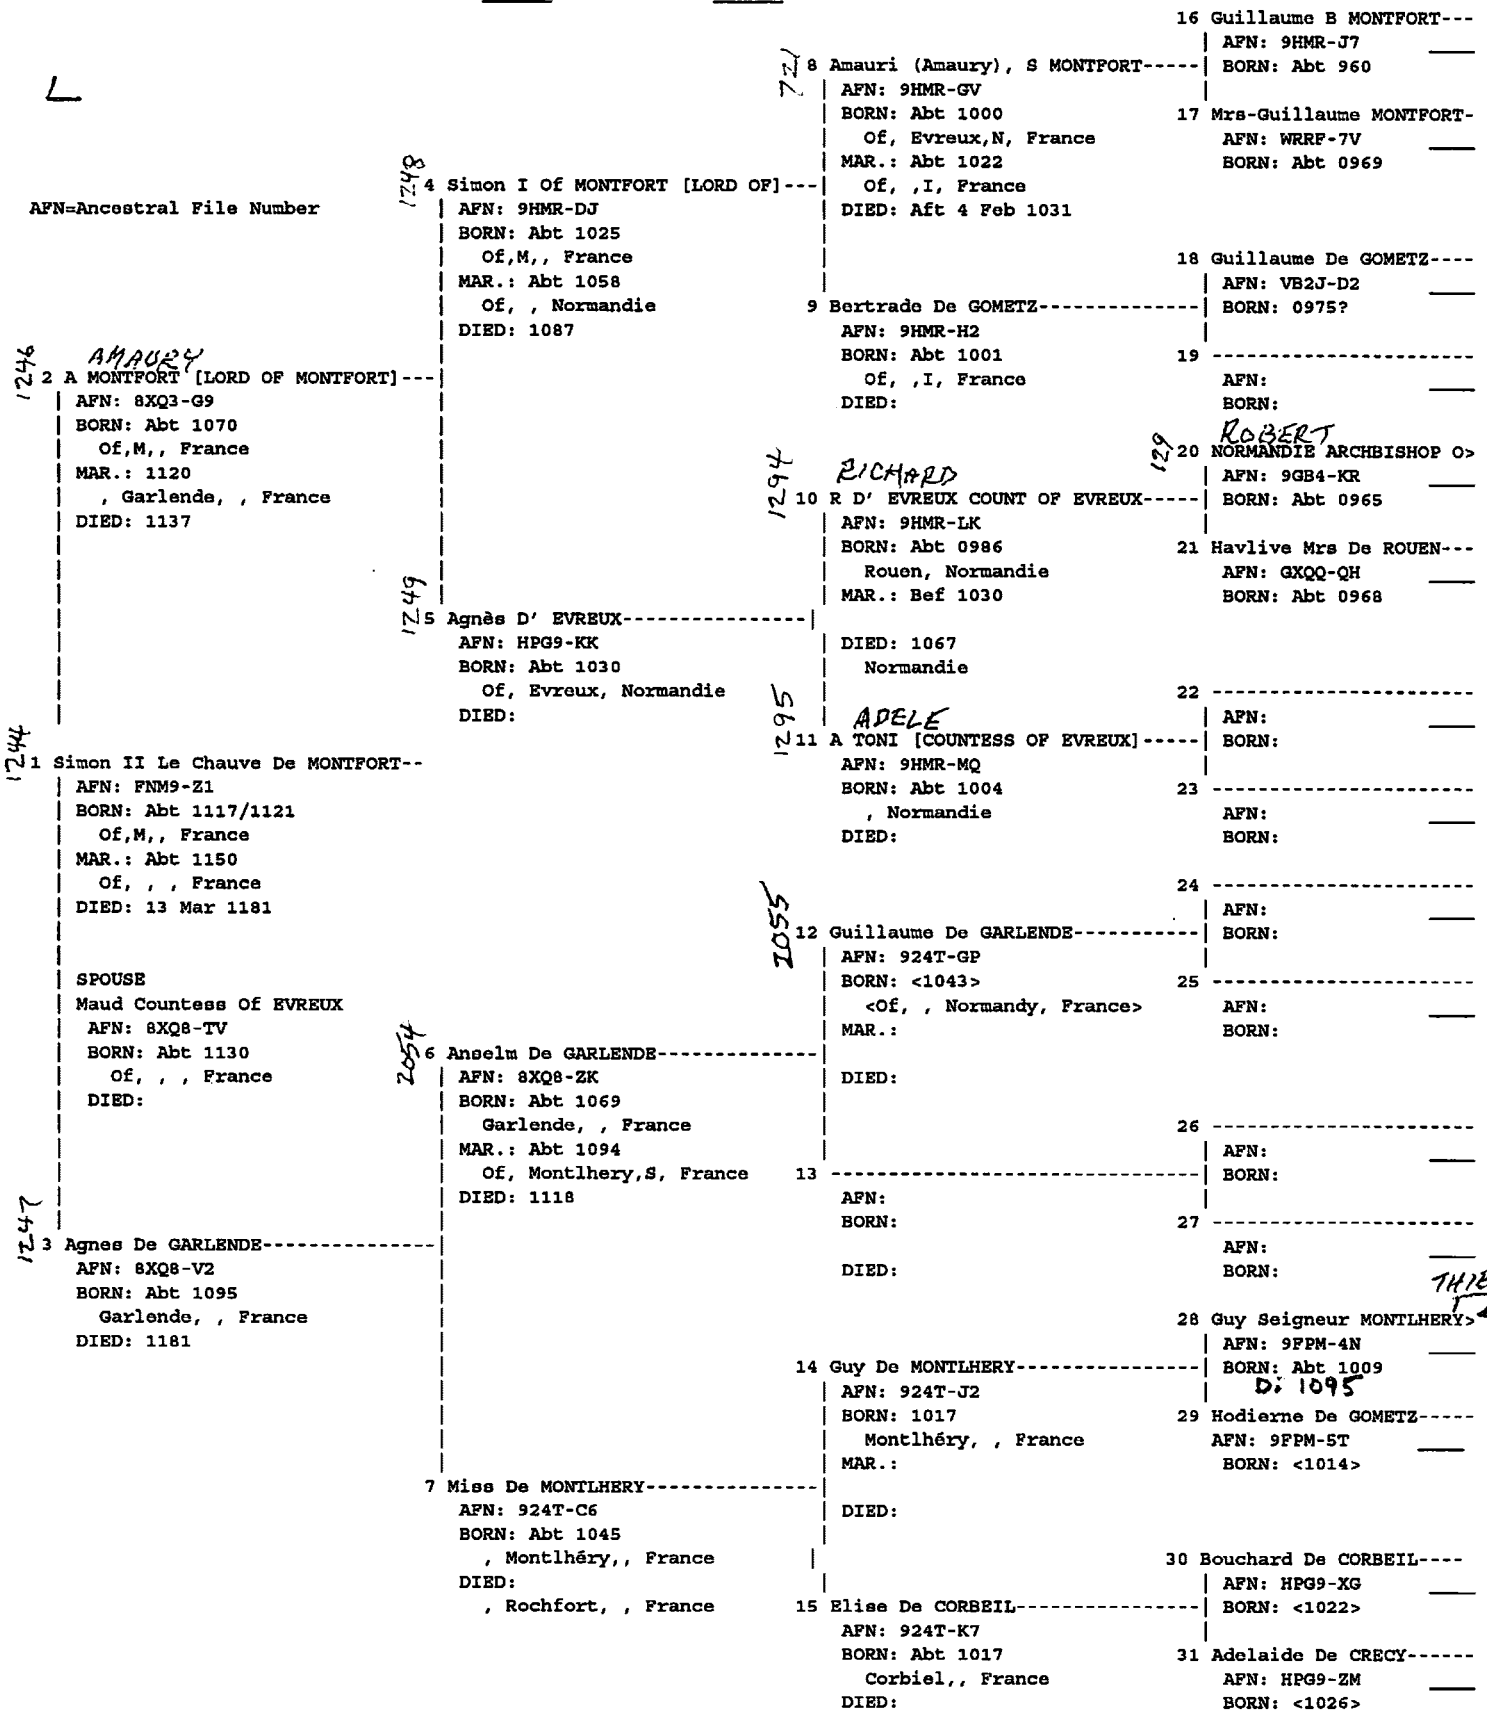 L
AFN=Ancestral File Number
1244
1 Simon II Le Chauve De MONTFORT--
AFN: FNM9-Z1
BORN: Abt 1117/1121
Of,M,, France
MAR.: Abt 1150
Of, , , France
DIED: 13 Mar 1181
SPOUSE
Maud Countess Of EVREUX
AFN: 8XQ8-TV
BORN: Abt 1130
Of, , , France
DIED:
1246
AMAURY
2 A MONTFORT [LORD OF MONTFORT]---
AFN: 8XQ3-G9
BORN: Abt 1070
Of,M,, France
MAR.: 1120
, Garlende, , France
DIED: 1137
1247
3 Agnes De GARLENDE---------------
AFN: 8XQ8-V2
BORN: Abt 1095
Garlende, , France
DIED: 1181
1248
4 Simon I Of MONTFORT [LORD OF]---
AFN: 9HMR-DJ
BORN: Abt 1025
Of,M,, France
MAR.: Abt 1058
Of, , Normandie
DIED: 1087
1249
5 Agnès D' EVREUX----------------
AFN: HPG9-KK
BORN: Abt 1030
Of, Evreux, Normandie
DIED:
2054
6 Anselm De GARLENDE--------------
AFN: 8XQ8-ZK
BORN: Abt 1069
Garlende, , France
MAR.: Abt 1094
Of, Montlhery,S, France
DIED: 1118
7 Miss De MONTLHERY---------------
AFN: 924T-C6
BORN: Abt 1045
, Montlhéry,, France
DIED:
, Rochfort, , France
721
8 Amauri (Amaury), S MONTFORT-----
AFN: 9HMR-GV
BORN: Abt 1000
Of, Evreux,N, France
MAR.: Abt 1022
Of, ,I, France
DIED: Aft 4 Feb 1031
9 Bertrade De GOMETZ--------------
AFN: 9HMR-H2
BORN: Abt 1001
Of, ,I, France
DIED:
1294
RICHARD
10 R D' EVREUX COUNT OF EVREUX-----
AFN: 9HMR-LK
BORN: Abt 0986
Rouen, Normandie
MAR.: Bef 1030
DIED: 1067
Normandie
1295
ADELE
11 A TONI [COUNTESS OF EVREUX]-----
AFN: 9HMR-MQ
BORN: Abt 1004
, Normandie
DIED:
2055
12 Guillaume De GARLENDE-----------
AFN: 924T-GP
BORN: <1043>
<Of, , Normandy, France>
MAR.:
DIED:
13 --------------------------------
AFN:
BORN:
DIED:
14 Guy De MONTLHERY----------------
AFN: 924T-J2
BORN: 1017
Montlhéry, , France
MAR.:
DIED:
15 Elise De CORBEIL----------------
AFN: 924T-K7
BORN: Abt 1017
Corbiel,, France
DIED:
16 Guillaume B MONTFORT---
AFN: 9HMR-J7
BORN: Abt 960
17 Mrs-Guillaume MONTFORT-
AFN: WRRF-7V
BORN: Abt 0969
18 Guillaume De GOMETZ----
AFN: VB2J-D2
BORN: 0975?
19 ----------------------
AFN:
BORN:
129
ROBERT
20 NORMANDIE ARCHBISHOP O>
AFN: 9GB4-KR
BORN: Abt 0965
21 Havlive Mrs De ROUEN---
AFN: GXQQ-QH
BORN: Abt 0968
22 ----------------------
AFN:
BORN:
23 ----------------------
AFN:
BORN:
24 ----------------------
AFN:
BORN:
25 ----------------------
AFN:
BORN:
26 ----------------------
AFN:
BORN:
27 ----------------------
AFN:
BORN:
28 Guy Seigneur MONTLHERY>
AFN: 9FPM-4N
BORN: Abt 1009
Di 1095
29 Hodierne De GOMETZ-----
AFN: 9FPM-5T
BORN: <1014>
30 Bouchard De CORBEIL----
AFN: HPG9-XG
BORN: <1022>
31 Adelaide De CRECY------
AFN: HPG9-ZM
BORN: <1026>